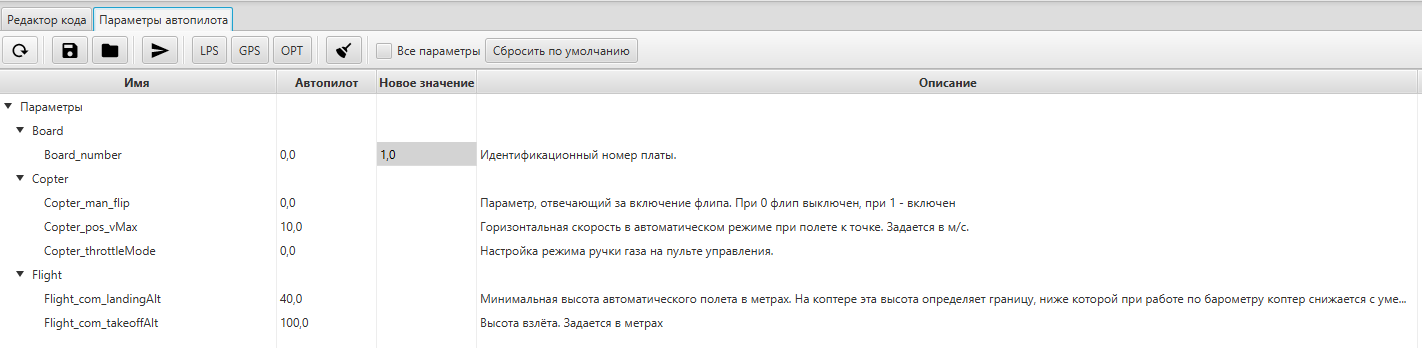 Редактор кода Параметры автопилота
LPS GPS OPT Все параметры Сбросить по умолчанию
Имя Автопилот Новое значение Описание
Параметры
Board
Board_number 0,0 1,0 Идентификационный номер платы.
Copter
Copter_man_flip 0,0 Параметр, отвечающий за включение флипа. При 0 флип выключен, при 1 - включен
Copter_pos_vMax 10,0 Горизонтальная скорость в автоматическом режиме при полете к точке. Задается в м/с.
Copter_throttleMode 0,0 Настройка режима ручки газа на пульте управления.
Flight
Flight_com_landingAlt 40,0 Минимальная высота автоматического полета в метрах. На коптере эта высота определяет границу, ниже которой при работе по барометру коптер снижается с уме...
Flight_com_takeoffAlt 100,0 Высота взлёта. Задается в метрах